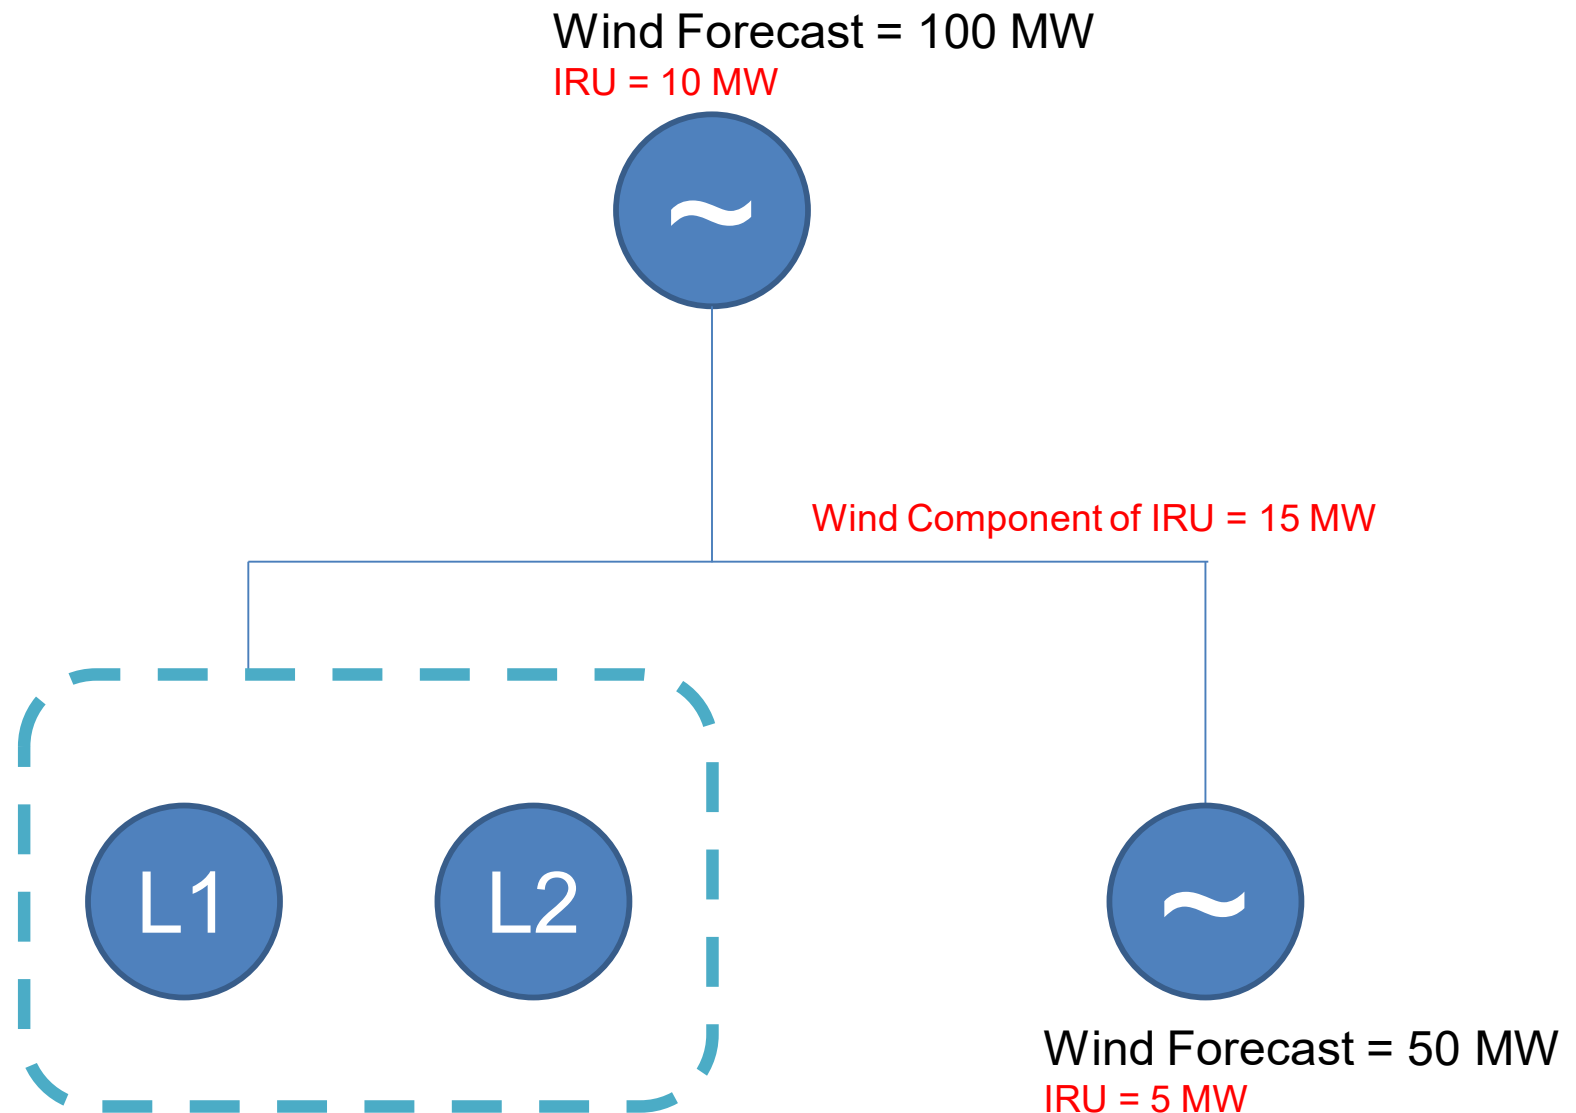 Wind Forecast = 100 MW
IRU = 10 MW
~
Wind Component of IRU = 15 MW
L1
L2
~
Wind Forecast = 50 MW
IRU = 5 MW